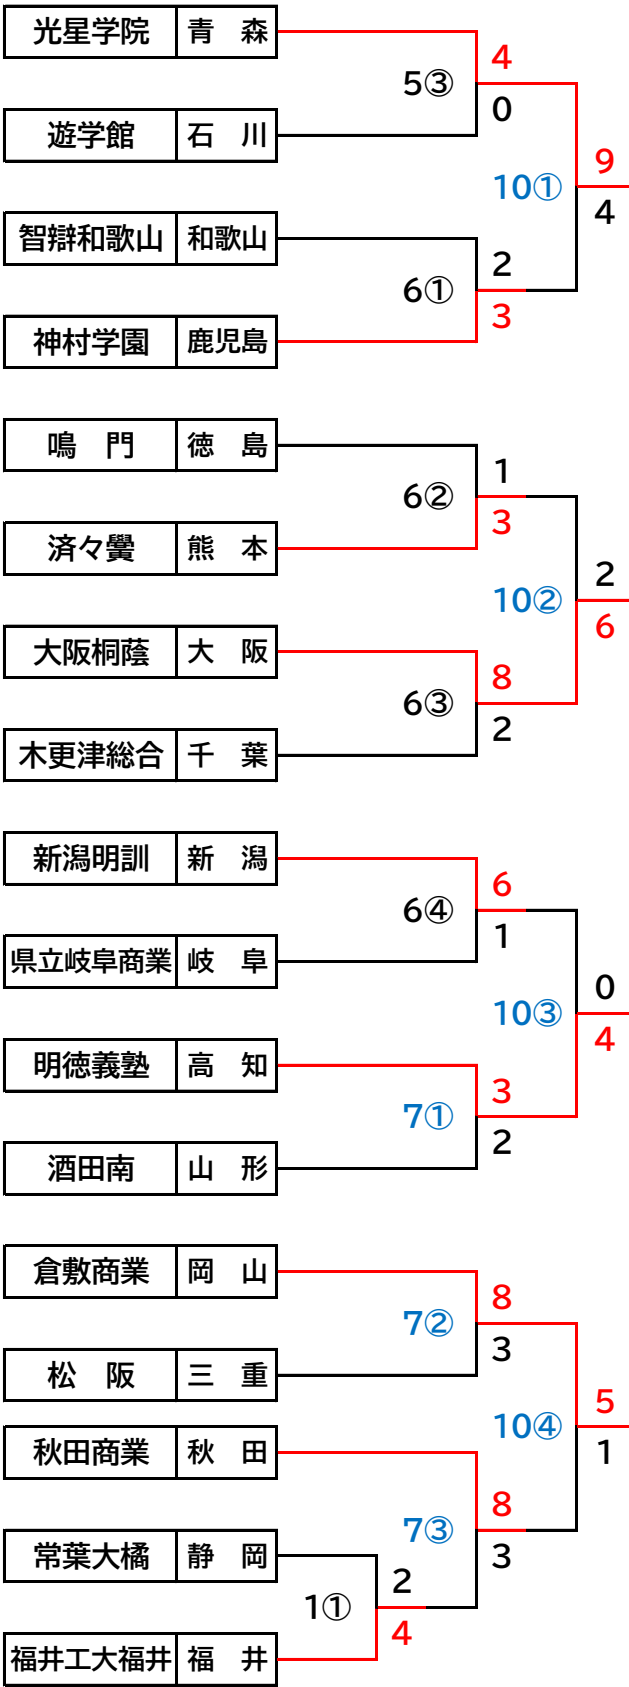 光星学院 青 森
4
5③
0
遊学館 石 川
9
10①
4
智辯和歌山 和歌山
2
6①
3
神村学園 鹿児島
鳴 門 徳 島
1
6②
3
済々黌 熊 本
2
10②
6
大阪桐蔭 大 阪
8
6③
2
木更津総合 千 葉
新潟明訓 新 潟
6
6④
1
県立岐阜商業 岐 阜
0
10③
4
明徳義塾 高 知
3
7①
2
酒田南 山 形
倉敷商業 岡 山
8
7②
3
松 阪 三 重
5
10④
1
秋田商業 秋 田
8
7③
3
常葉大橘 静 岡
2
1①
4
福井工大福井 福 井